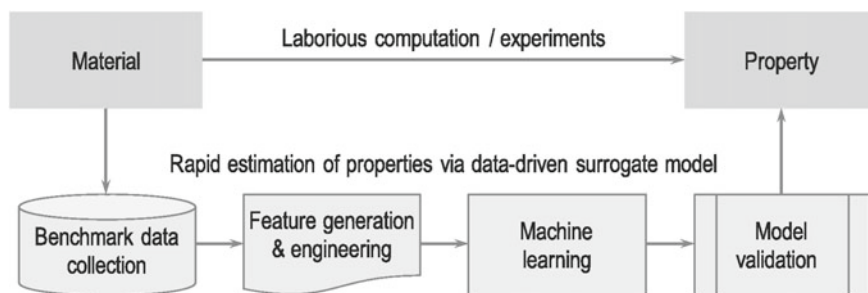 Laborious computation / experiments
Material
Property
Rapid estimation of properties via data-driven surrogate model
Benchmark data
collection
Feature generation
& engineering
Machine
learning
Model
validation